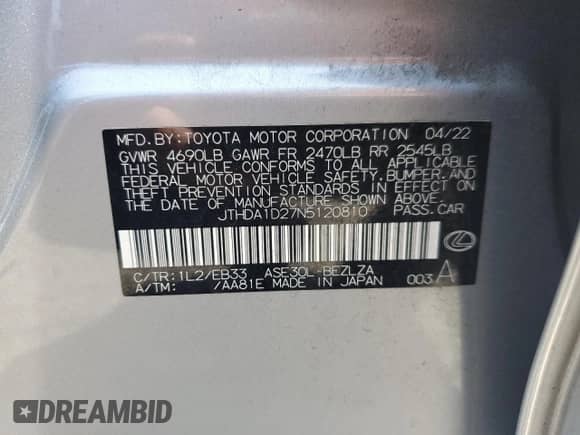 MFD.BY:TOYOTA MOTOR CORPORATION 04/22
GVWR 4690LB GAWR FR 2470LB RR 2545LB
THIS VEHICLE CONFORMS TO ALL APPLICABLE
FEDERAL MOTOR VEHICLE SAFETY,BUMPER, AND
THEFT PREVENTION STANDARDS IN EFFECT ON
THE DATE OF MANUFACTURE SHOWN ABOVE.
JTHDA1D27N5120810 PASS.CAR
C/TR:1L2/EB33 ASE30L-BEZLZA
A/TM: /AA81E MADE IN JAPAN 003 A
DREAMBID